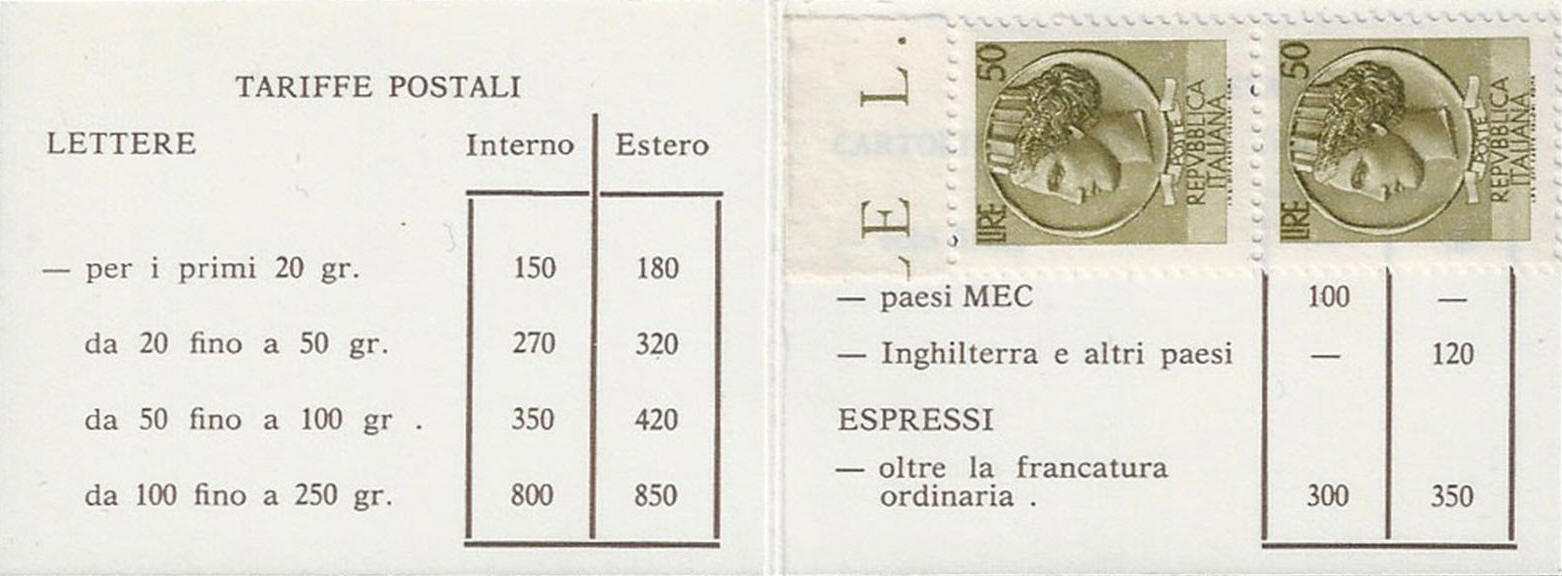 TARIFFE POSTALI
LETTERE Interno Estero
— per i primi 20 gr. 150 180
da 20 fino a 50 gr. 270 320
da 50 fino a 100 gr . 350 420
da 100 fino a 250 gr. 800 850
E L.
LIRE 50
POSTE
REPVBBLICA
ITALIANA
LIRE 50
POSTE
REPVBBLICA
ITALIANA
— paesi MEC 100 —
— Inghilterra e altri paesi — 120
ESPRESSI
— oltre la francatura
ordinaria . 300 350